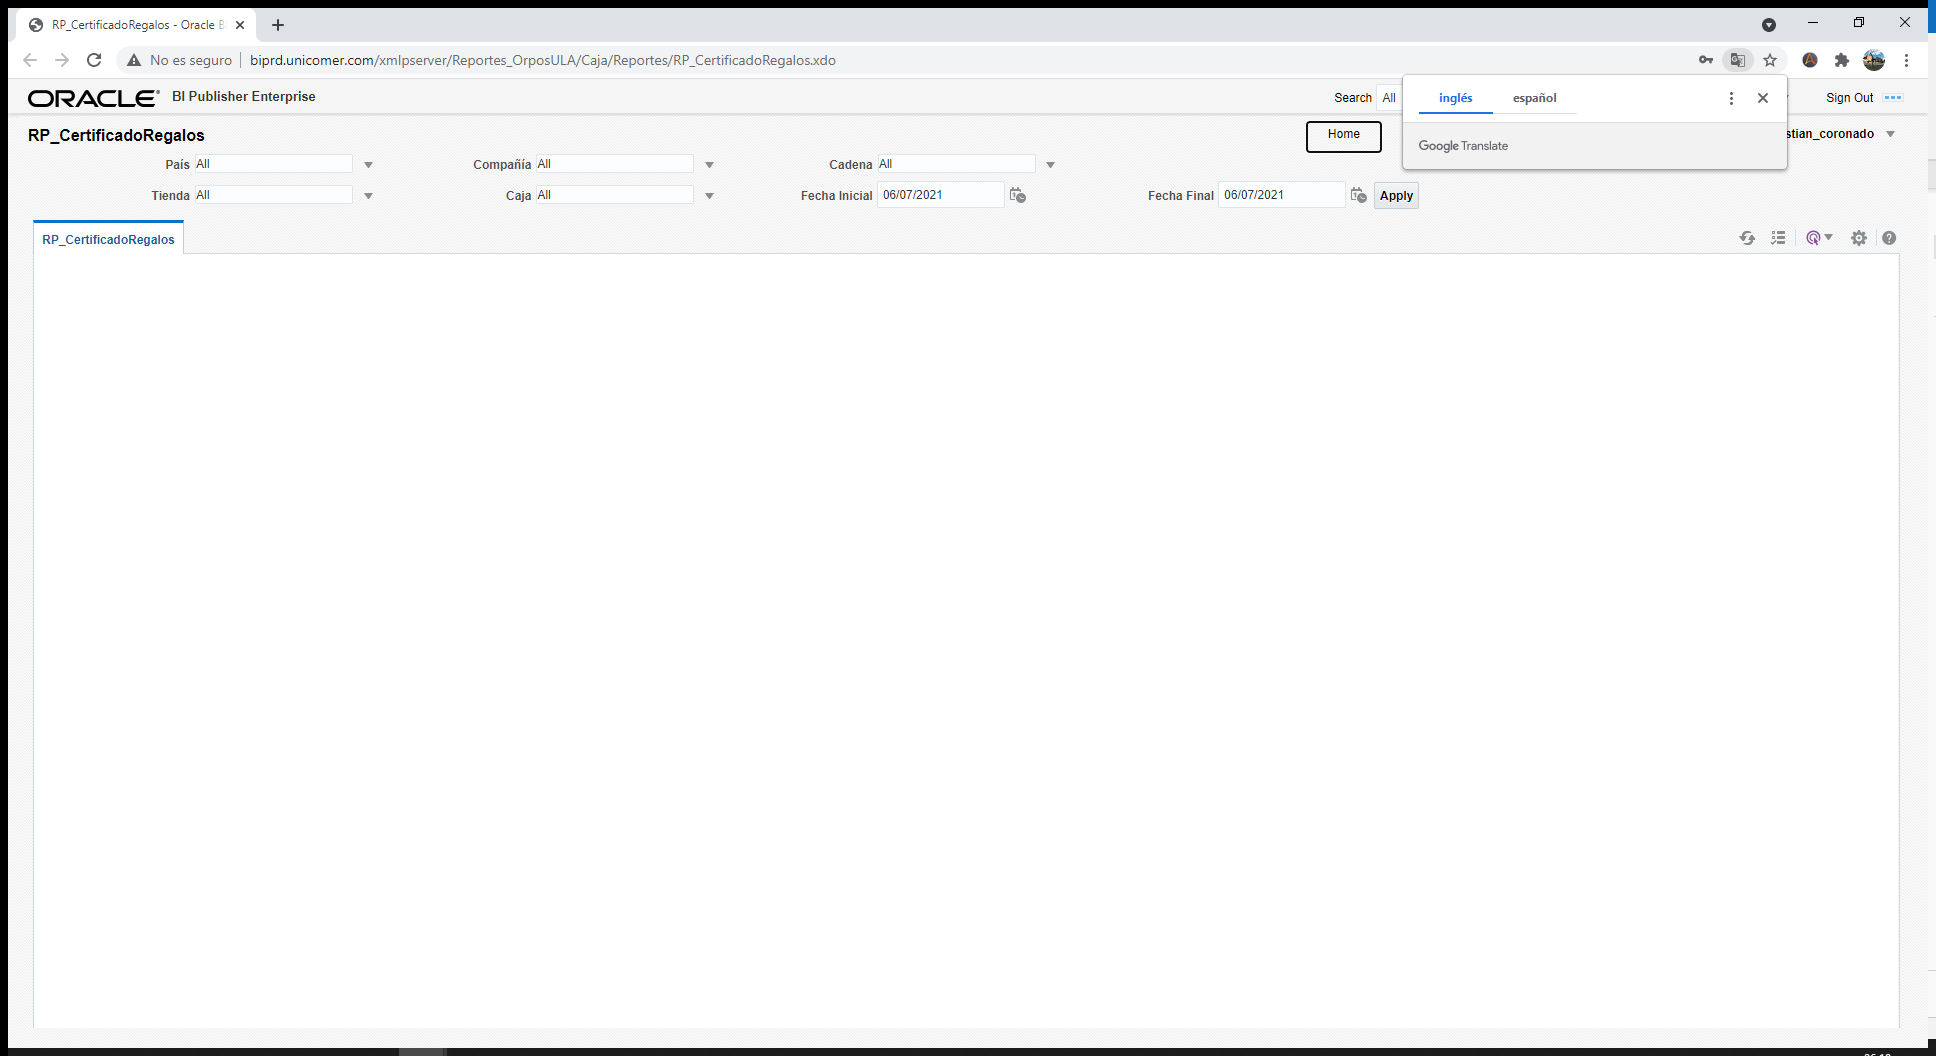 RP_CertificadoRegalos - Oracle B
No es seguro biprd.unicomer.com/xmlpserver/Reportes_OrposULA/Caja/Reportes/RP_CertificadoRegalos.xdo
ORACLE BI Publisher Enterprise Search All Sign Out
inglés español
Google Translate
RP_CertificadoRegalos Home stian_coronado
País All Compañía All Cadena All
Tienda All Caja All Fecha Inicial 06/07/2021 Fecha Final 06/07/2021 Apply
RP_CertificadoRegalos